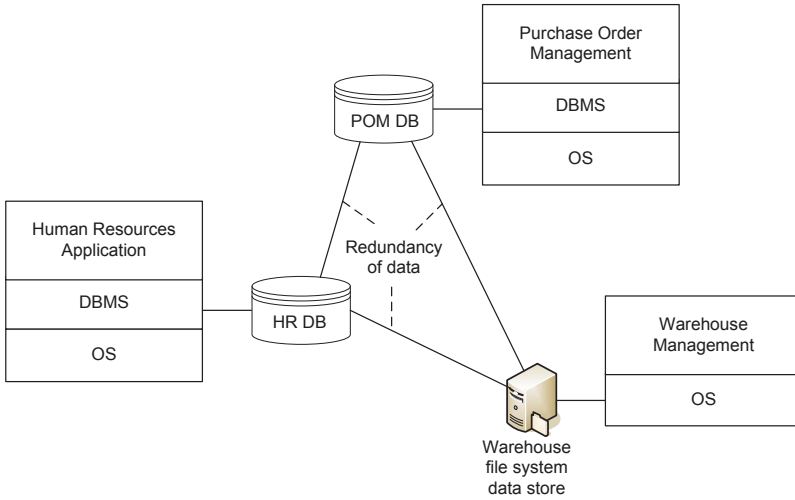 Purchase Order
Management
DBMS
OS
POM DB
Human Resources
Application
DBMS
OS
Redundancy
of data
HR DB
Warehouse
Management
OS
Warehouse
file system
data store